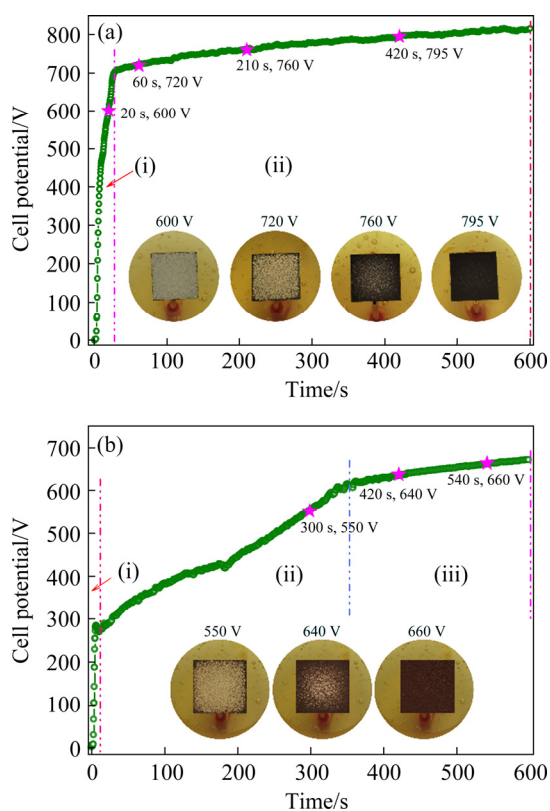 (a)
800
700
600
500
400
300
200
100
0
Cell potential/V
60 s, 720 V
210 s, 760 V
420 s, 795 V
20 s, 600 V
(i)
(ii)
600 V
720 V
760 V
795 V
0
100
200
300
400
500
600
Time/s
(b)
700
600
500
400
300
200
100
0
Cell potential/V
300 s, 550 V
420 s, 640 V
540 s, 660 V
(i)
(ii)
(iii)
550 V
640 V
660 V
0
100
200
300
400
500
600
Time/s